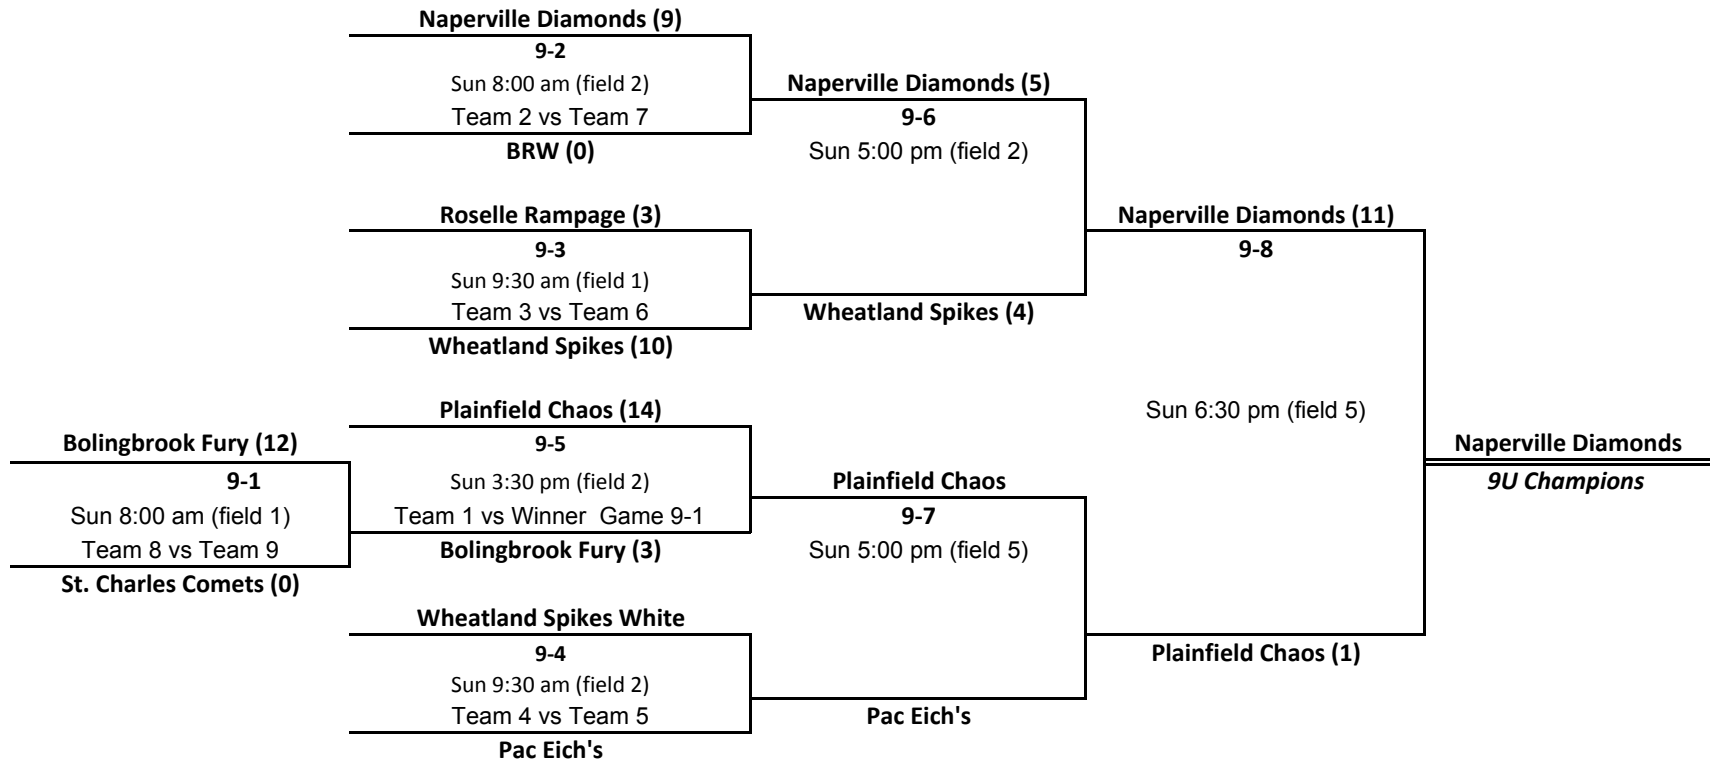 Naperville Diamonds (9)
9-2
Sun 8:00 am (field 2)
Team 2 vs Team 7
BRW (0)
Roselle Rampage (3)
9-3
Sun 9:30 am (field 1)
Team 3 vs Team 6
Wheatland Spikes (10)
Naperville Diamonds (5)
9-6
Sun 5:00 pm (field 2)
Wheatland Spikes (4)
Bolingbrook Fury (12)
9-1
Sun 8:00 am (field 1)
Team 8 vs Team 9
St. Charles Comets (0)
Plainfield Chaos (14)
9-5
Sun 3:30 pm (field 2)
Team 1 vs Winner  Game 9-1
Bolingbrook Fury (3)
Wheatland Spikes White
9-4
Sun 9:30 am (field 2)
Team 4 vs Team 5
Pac Eich's
Plainfield Chaos
9-7
Sun 5:00 pm (field 5)
Pac Eich's
Naperville Diamonds (11)
9-8
Sun 6:30 pm (field 5)
Plainfield Chaos (1)
Naperville Diamonds
9U Champions